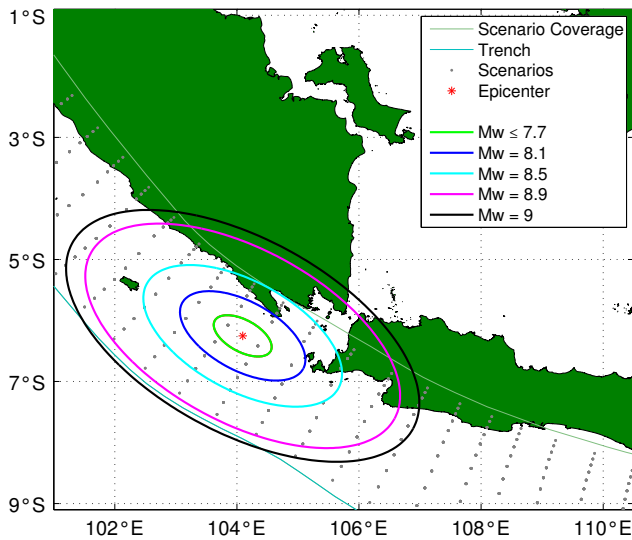 1°S
3°S
5°S
7°S
9°S
102°E
104°E
106°E
108°E
110°E
Scenario Coverage
Trench
Scenarios
Epicenter
Mw ≤ 7.7
Mw = 8.1
Mw = 8.5
Mw = 8.9
Mw = 9